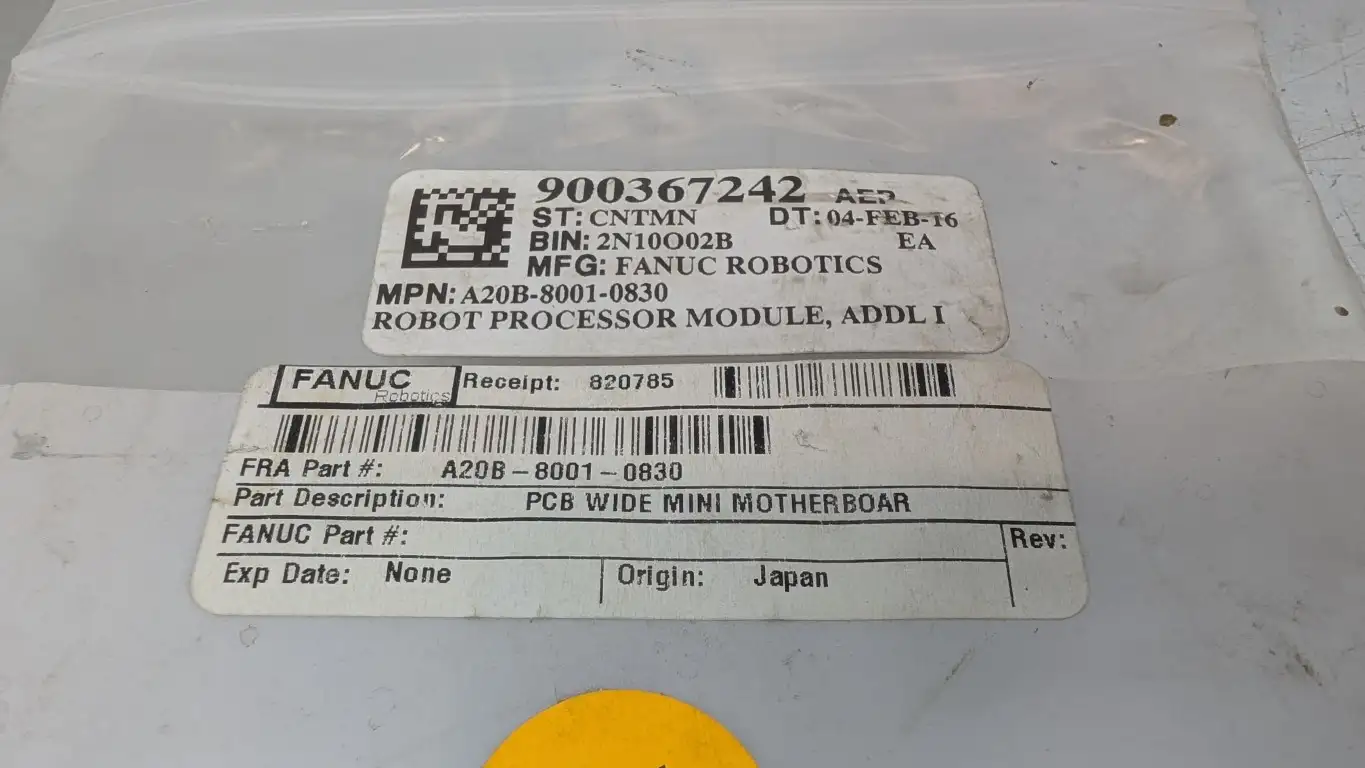 900367242
ST: CNTMN DT: 04-FEB-16
BIN: 2N10O02B EA
MFG: FANUC ROBOTICS
MPN: A20B-8001-0830
ROBOT PROCESSOR MODULE, ADDL I
FANUC Robotics Receipt: 820785
FRA Part #: A20B-8001-0830
Part Description: PCB WIDE MINI MOTHERBOAR
FANUC Part #: Rev:
Exp Date: None Origin: Japan